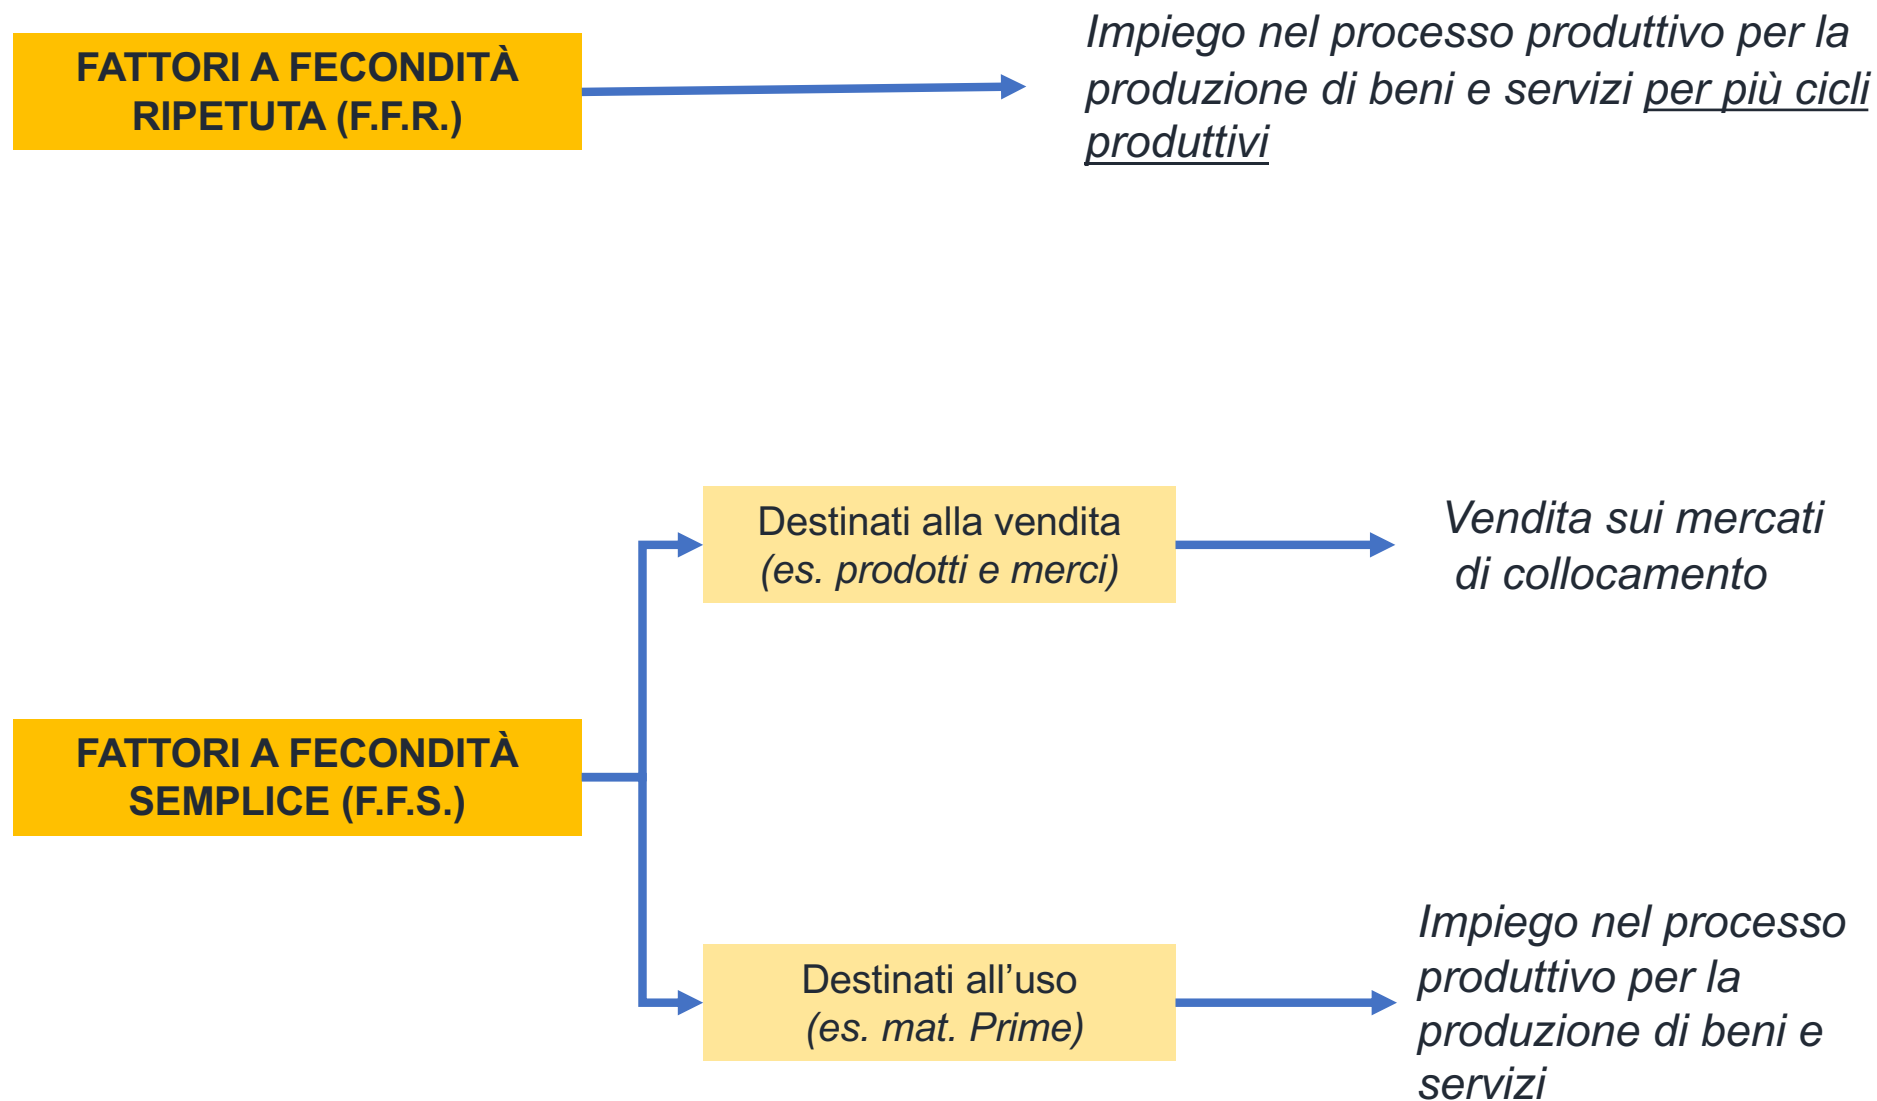 FATTORI A FECONDITÀ
RIPETUTA (F.F.R.)
Impiego nel processo produttivo per la
produzione di beni e servizi per più cicli
produttivi
Destinati alla vendita
(es. prodotti e merci)
Vendita sui mercati
di collocamento
FATTORI A FECONDITÀ
SEMPLICE (F.F.S.)
Destinati all’uso
(es. mat. Prime)
Impiego nel processo
produttivo per la
produzione di beni e
servizi